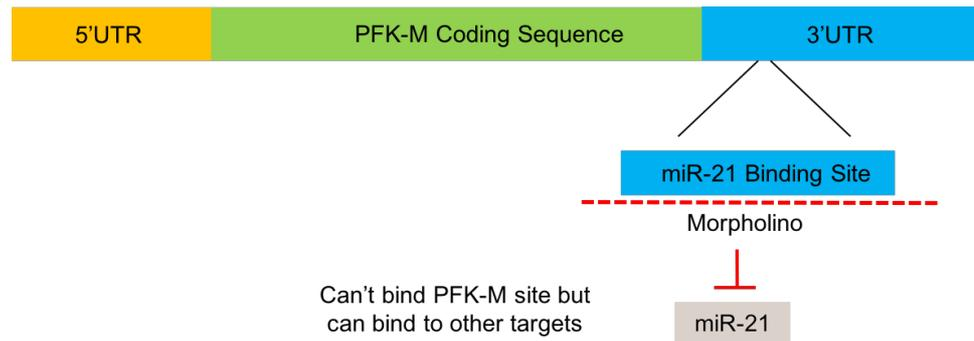 5'UTR
PFK-M Coding Sequence
3'UTR
miR-21 Binding Site
Morpholino
Can't bind PFK-M site but
can bind to other targets
miR-21